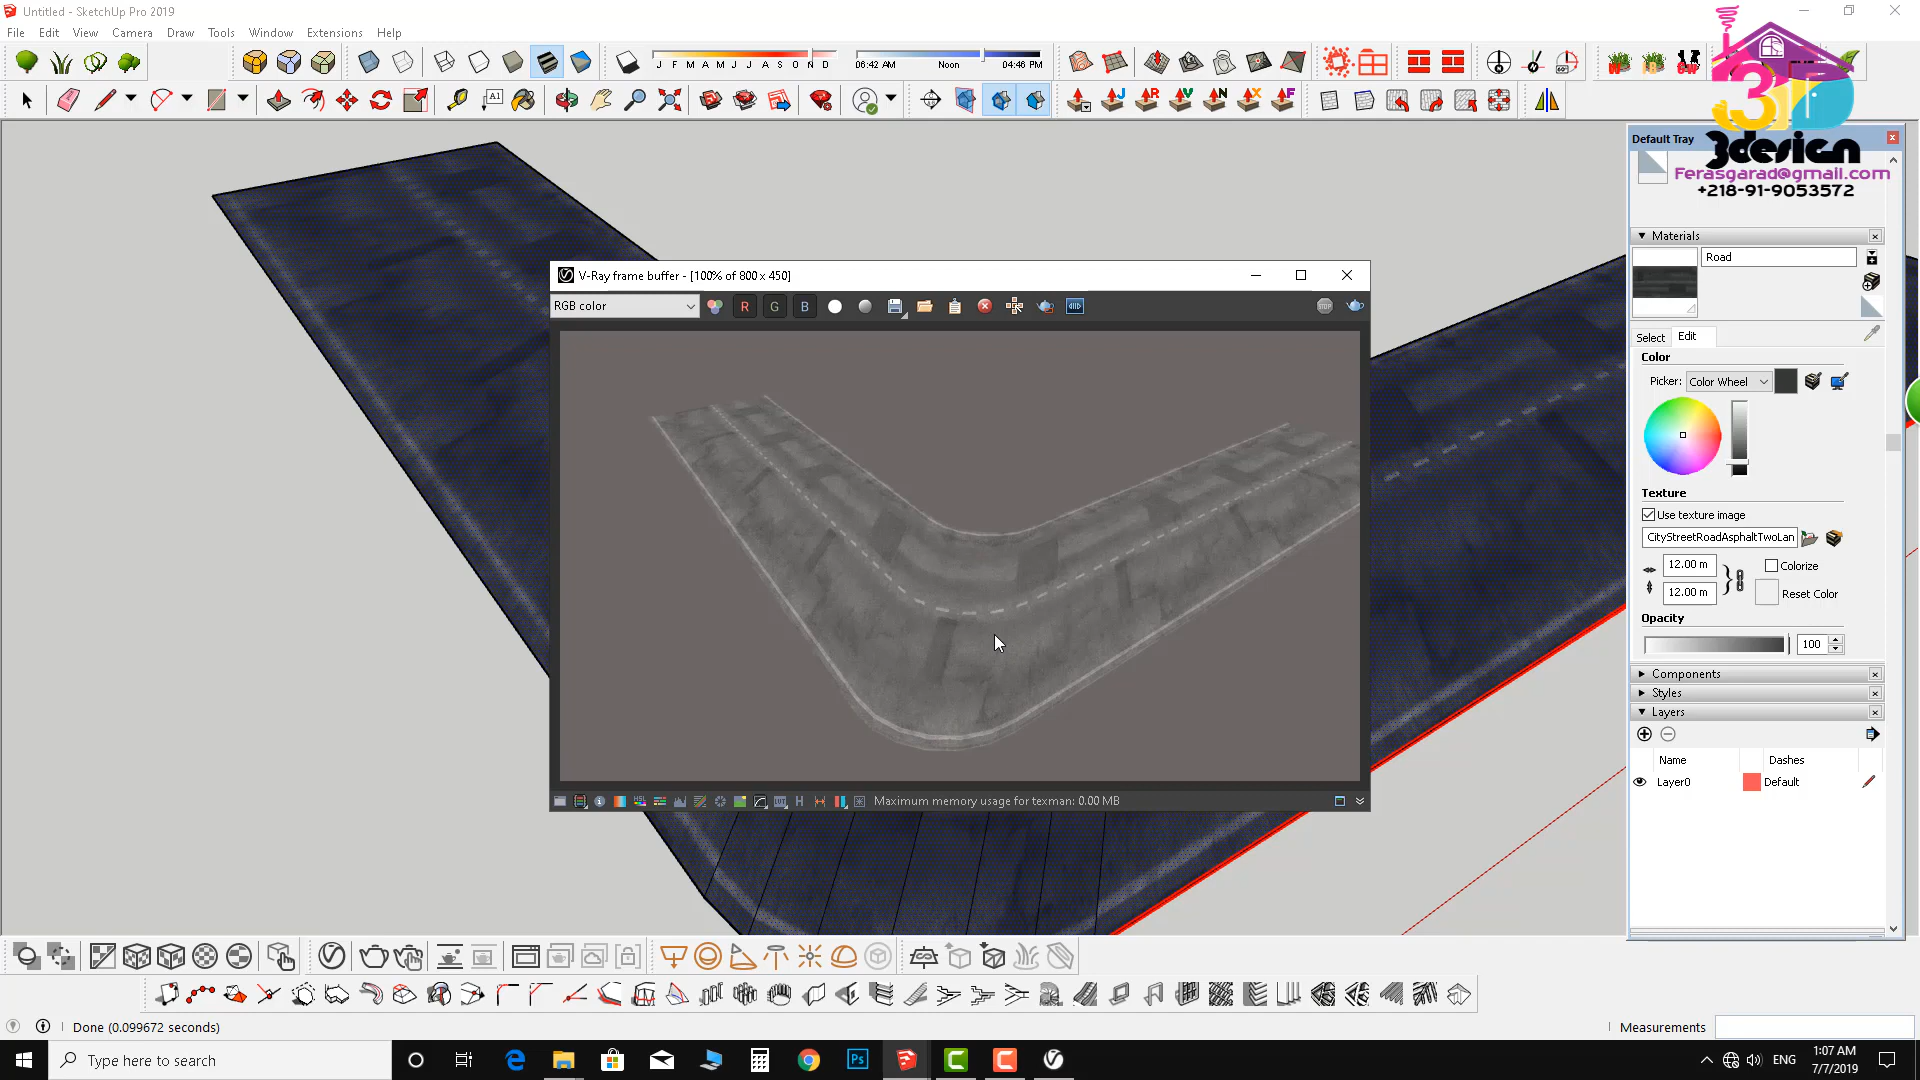 Untitled - SketchUp Pro 2019
File Edit View Camera Draw Tools Window Extensions Help
J F M A M J J A S O N D 06:42 AM Noon 04:46 PM
3design
Ferasgarad@gmail.com
+218-91-9053572
Default Tray
Materials
Road
Select Edit
Color
Picker: Color Wheel
Texture
Use texture image
CityStreetRoadAsphaltTwoLan
12.00 m
Colorize
12.00 m
Reset Color
Opacity
100
Components
Styles
Layers
Name Dashes
Layer0 Default
V-Ray frame buffer - [100% of 800 x 450]
RGB color R G B
Maximum memory usage for texman: 0.00 MB
Done (0.099672 seconds)
Measurements
Type here to search
ENG
1:07 AM
7/7/2019